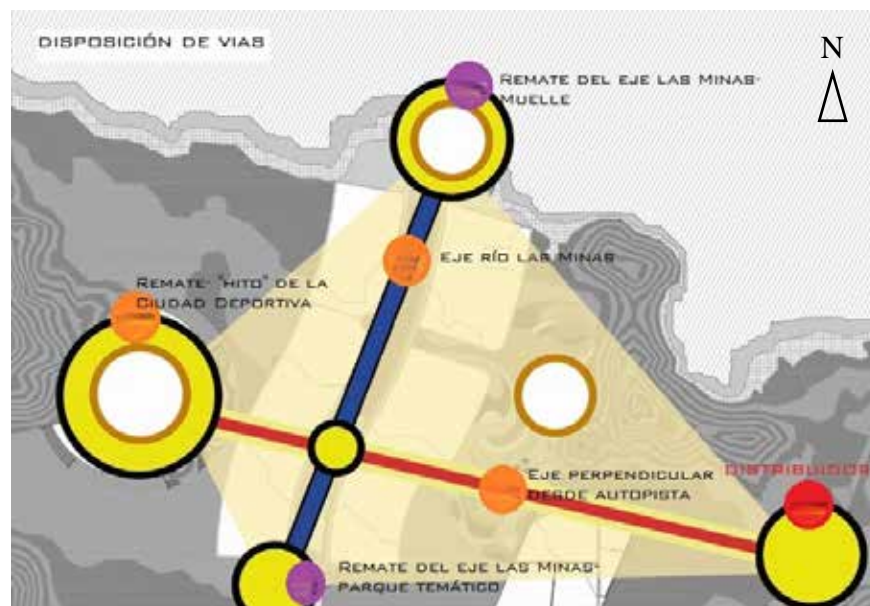 DISPOSICIÓN DE VIAS
N
REMATE DEL EJE LAS MINAS-
MUELLE
EJE RÍO LAS MINAS
REMATE- "HITO" DE LA
CIUDAD DEPORTIVA
DISTRIBUIDOR
EJE PERPENDICULAR
DESDE AUTOPISTA
REMATE DEL EJE LAS MINAS-
PARQUE TEMÁTICO